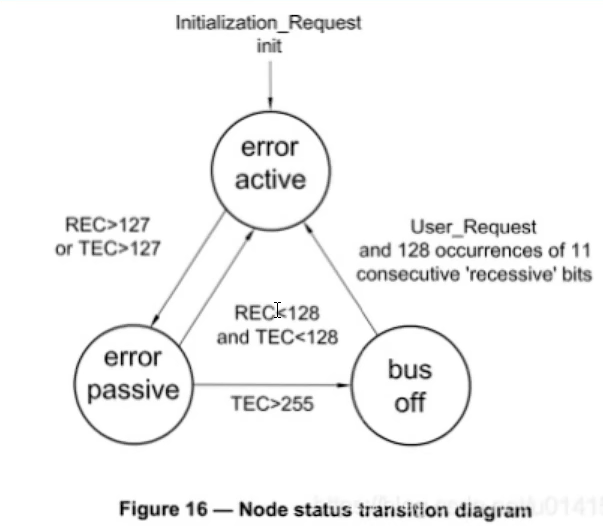 Initialization_Request
init
error
active
REC>127
or TEC>127
User_Request
and 128 occurrences of 11
consecutive 'recessive' bits
REC<128
and TEC<128
error
passive
bus
off
TEC>255
Figure 16 — Node status transition diagram